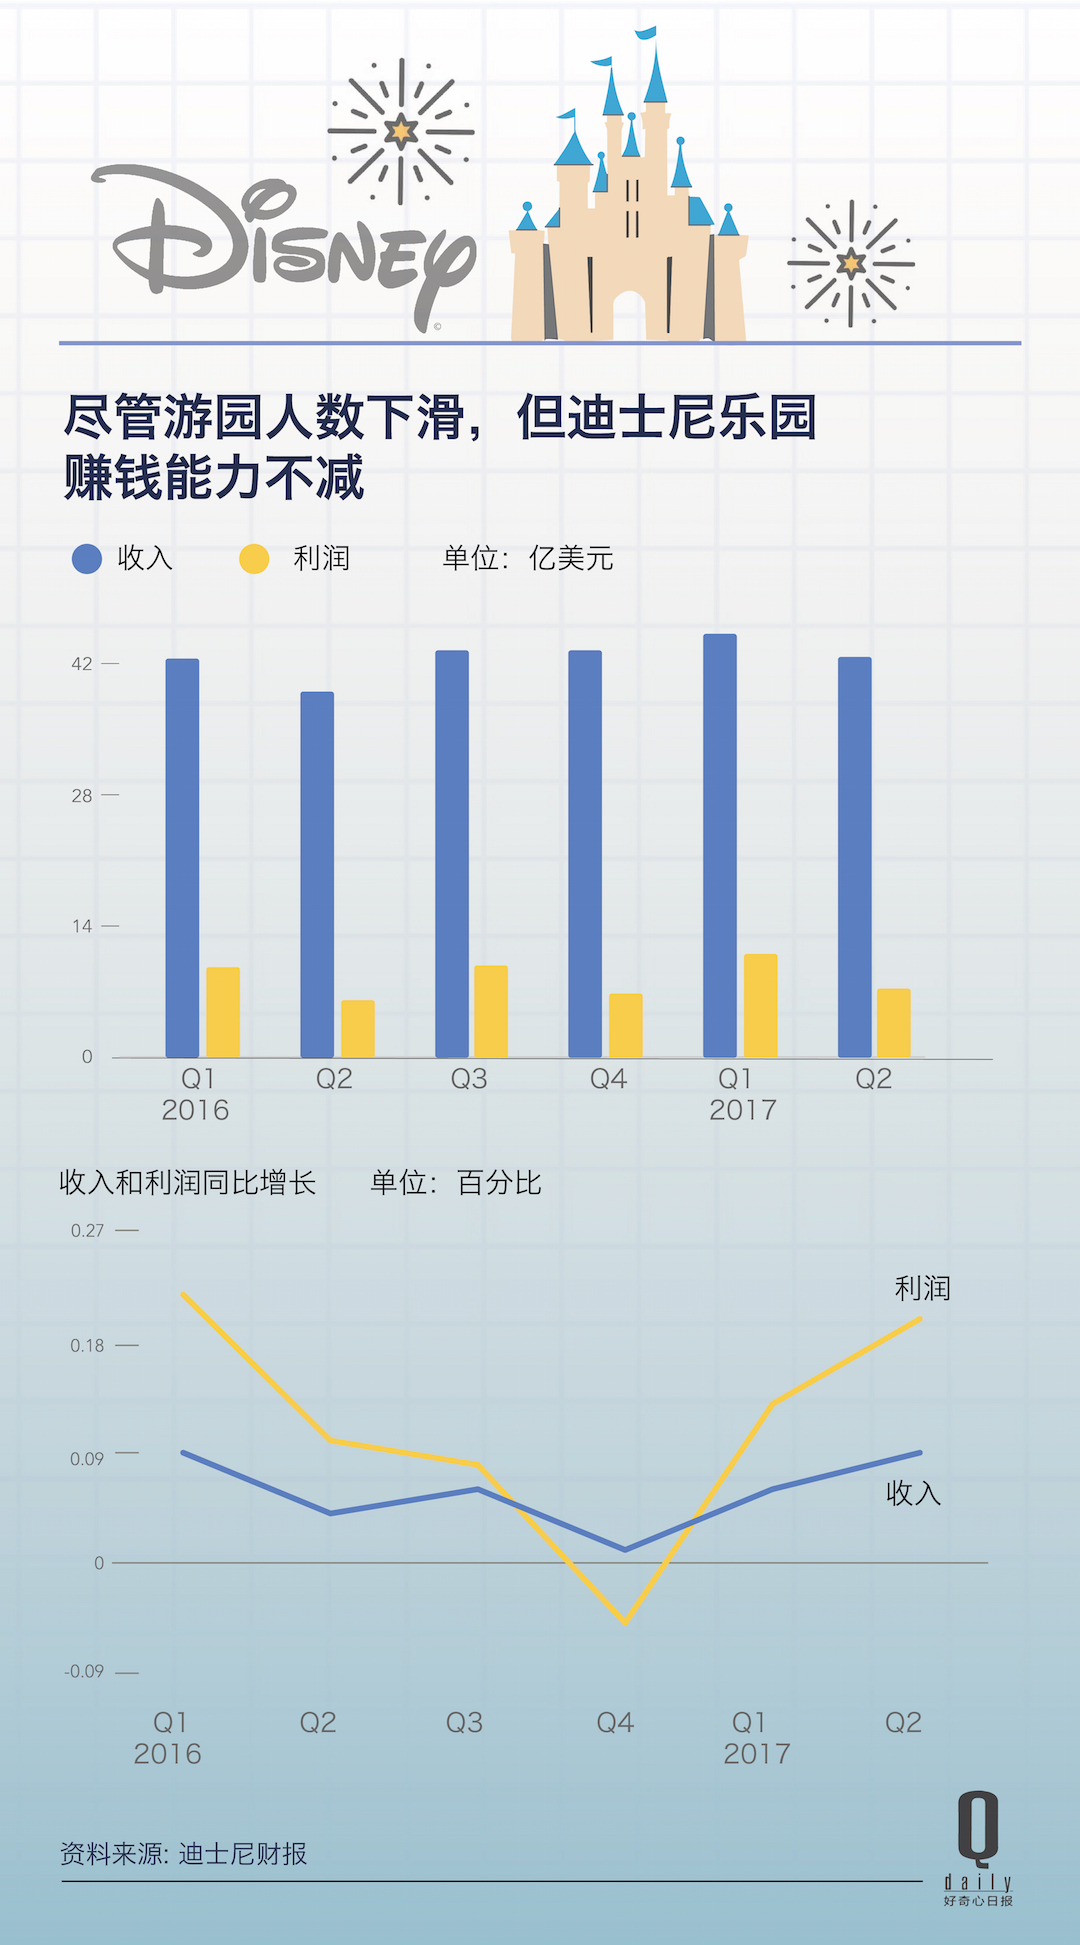 DISNEY
©
尽管游园人数下滑，但迪士尼乐园
赚钱能力不减
收入 利润 单位：亿美元
42
28
14
0
Q1 Q2 Q3 Q4 Q1 Q2
2016 2017
收入和利润同比增长 单位：百分比
0.27
利润
0.18
0.09
收入
0
-0.09
Q1 Q2 Q3 Q4 Q1 Q2
2016 2017
资料来源：迪士尼财报
Q
daily
好奇心日报